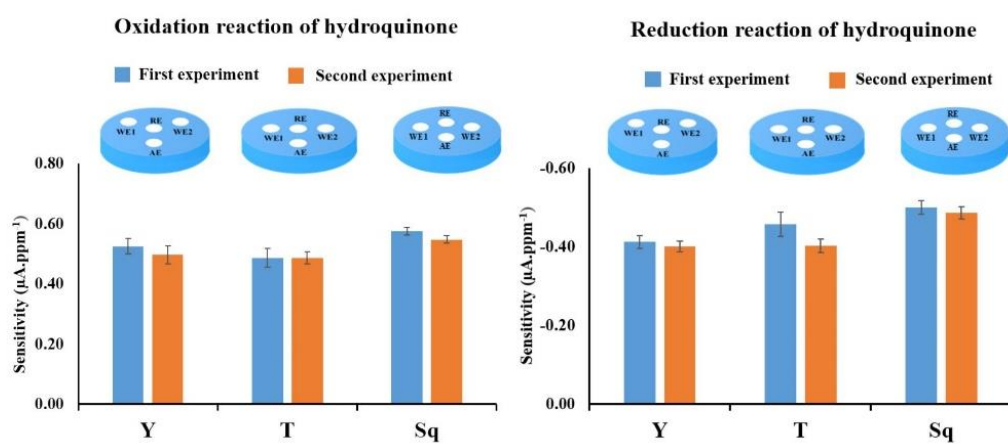 Oxidation reaction of hydroquinone
First experiment Second experiment
RE
WE1 WE2
AE
RE
WE1 WE2
AE
RE
WE1 WE2
AE
Sensitivity (µA.ppm⁻¹)
0.80
0.60
0.40
0.20
0.00
Y T Sq
Reduction reaction of hydroquinone
First experiment Second experiment
RE
WE1 WE2
AE
RE
WE1 WE2
AE
RE
WE1 WE2
AE
Sensitivity (µA.ppm⁻¹)
-0.60
-0.40
-0.20
0.00
Y T Sq